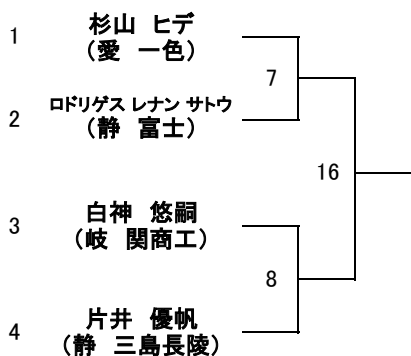 1
杉山　ヒデ
（愛　一色）
7
2
ロドリゲス レナン サトウ
（静　富士）
16
3
白神　悠嗣
（岐　関商工）
8
4
片井　優帆
（静　三島長陵）